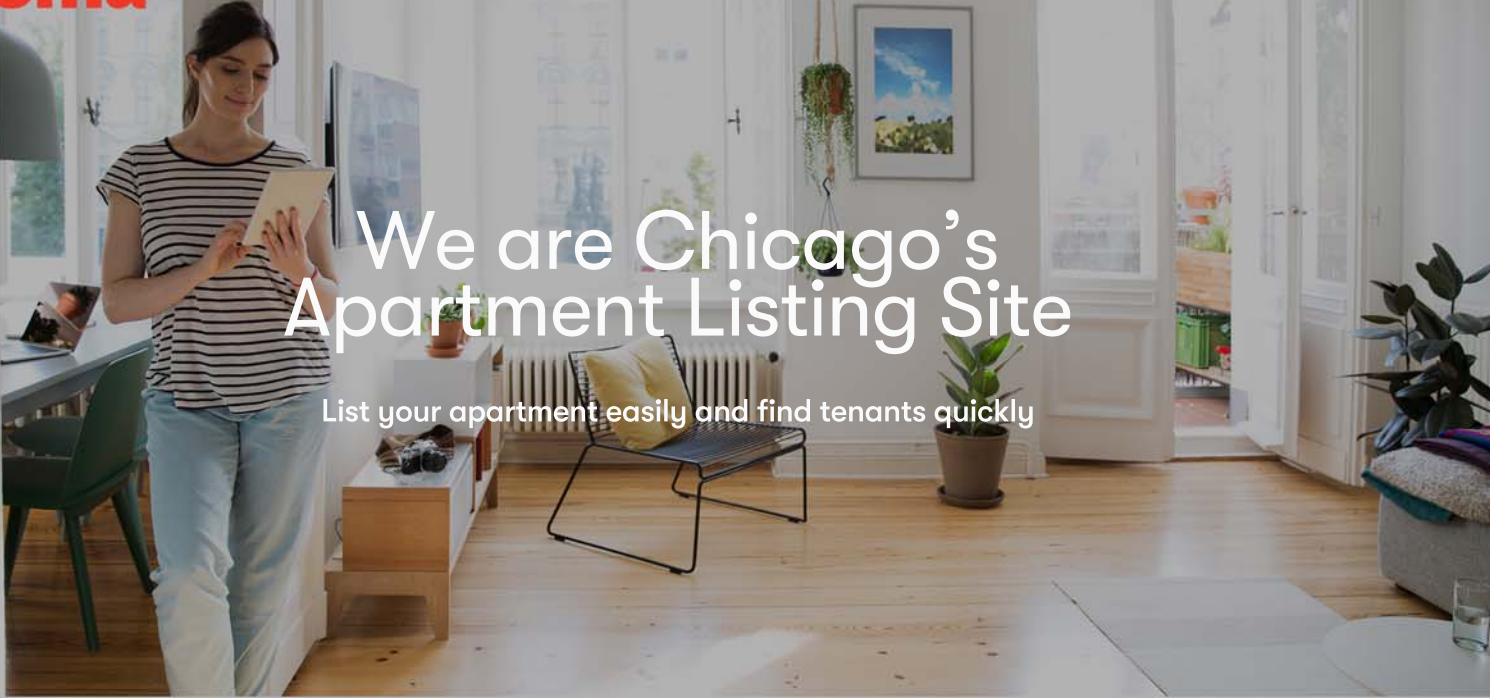 We are Chicago’s
Apartment Listing Site
List your apartment easily and find tenants quickly